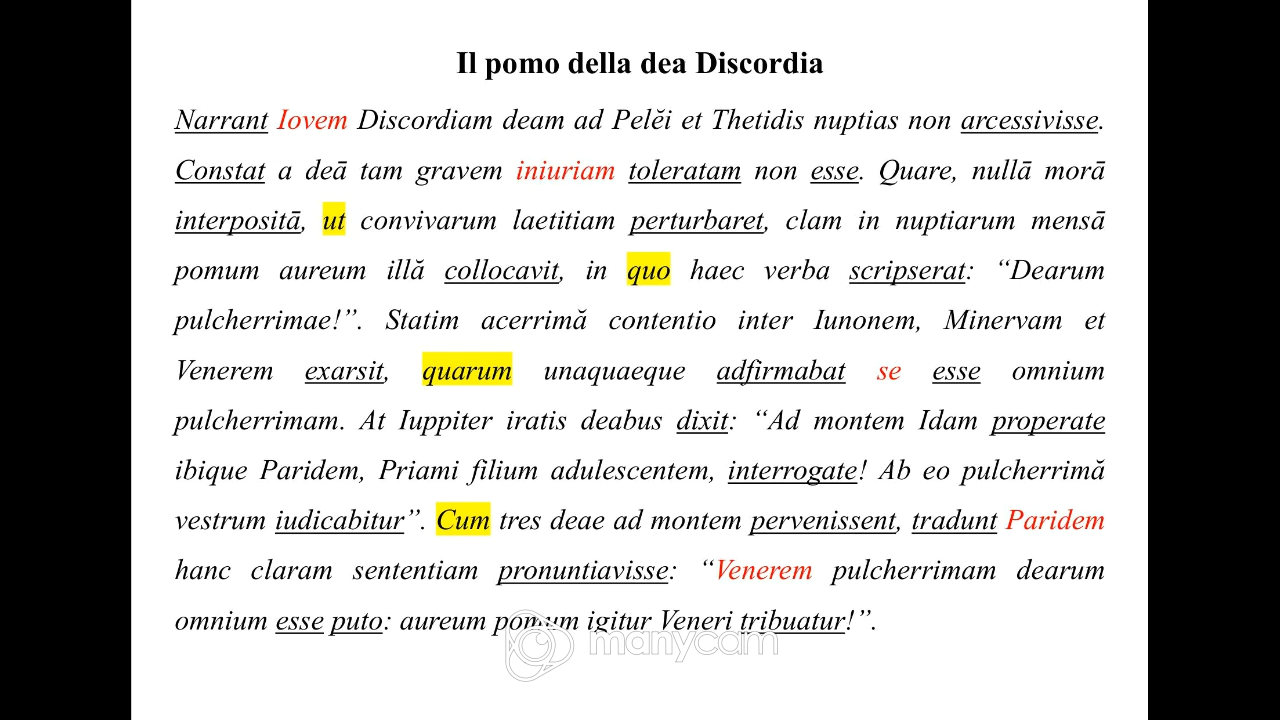 Il pomo della dea Discordia
Narrant Iovem Discordiam deam ad Pelĕi et Thetidis nuptias non arcessivisse.
Constat a deā tam gravem iniuriam toleratam non esse. Quare, nullā morā
interpositā, ut convivarum laetitiam perturbaret, clam in nuptiarum mensā
pomum aureum illă collocavit, in quo haec verba scripserat: “Dearum
pulcherrimae!”. Statim acerrimă contentio inter Iunonem, Minervam et
Venerem exarsit, quarum unaquaeque adfirmabat se esse omnium
pulcherrimam. At Iuppiter iratis deabus dixit: “Ad montem Idam properate
ibique Paridem, Priami filium adulescentem, interrogate! Ab eo pulcherrimă
vestrum iudicabitur”. Cum tres deae ad montem pervenissent, tradunt Paridem
hanc claram sententiam pronuntiavisse: “Venerem pulcherrimam dearum
omnium esse puto: aureum pomum igitur Veneri tribuatur!”.
manycam